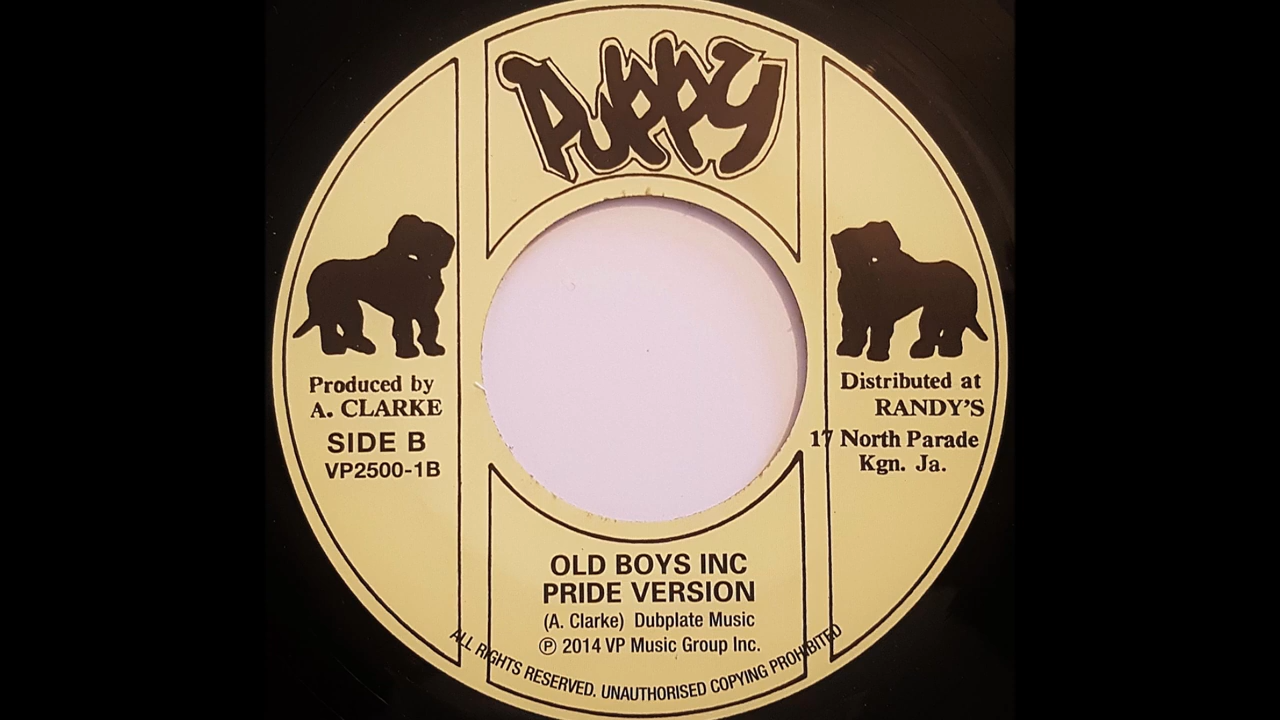 PUPPY
Produced by
A. CLARKE
SIDE B
VP2500-1B
Distributed at
RANDY'S
17 North Parade
Kgn. Ja.
OLD BOYS INC
PRIDE VERSION
(A. Clarke) Dubplate Music
Ⓟ 2014 VP Music Group Inc.
ALL RIGHTS RESERVED. UNAUTHORISED COPYING PROHIBITED